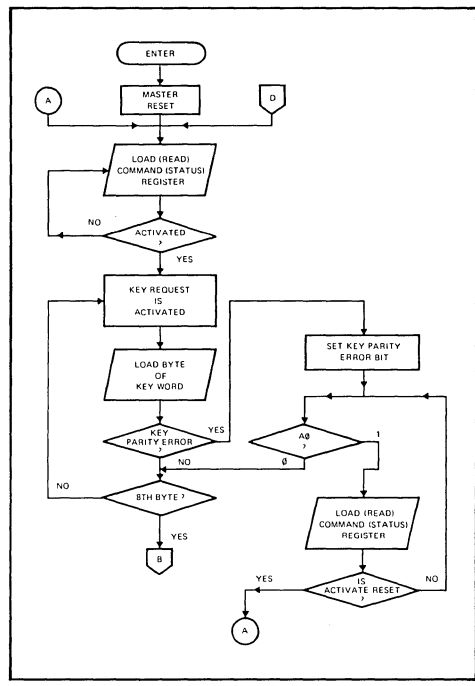 ENTER
A
MASTER
RESET
D
LOAD (READ)
COMMAND (STATUS)
REGISTER
NO
ACTIVATED
?
YES
KEY REQUEST
IS
ACTIVATED
SET KEY PARITY
ERROR BIT
LOAD BYTE
OF
KEY WORD
KEY
PARITY ERROR
?
YES
AØ
?
1
NO
Ø
NO
8TH BYTE ?
YES
B
LOAD (READ)
COMMAND (STATUS)
REGISTER
YES
IS
ACTIVATE RESET
?
NO
A